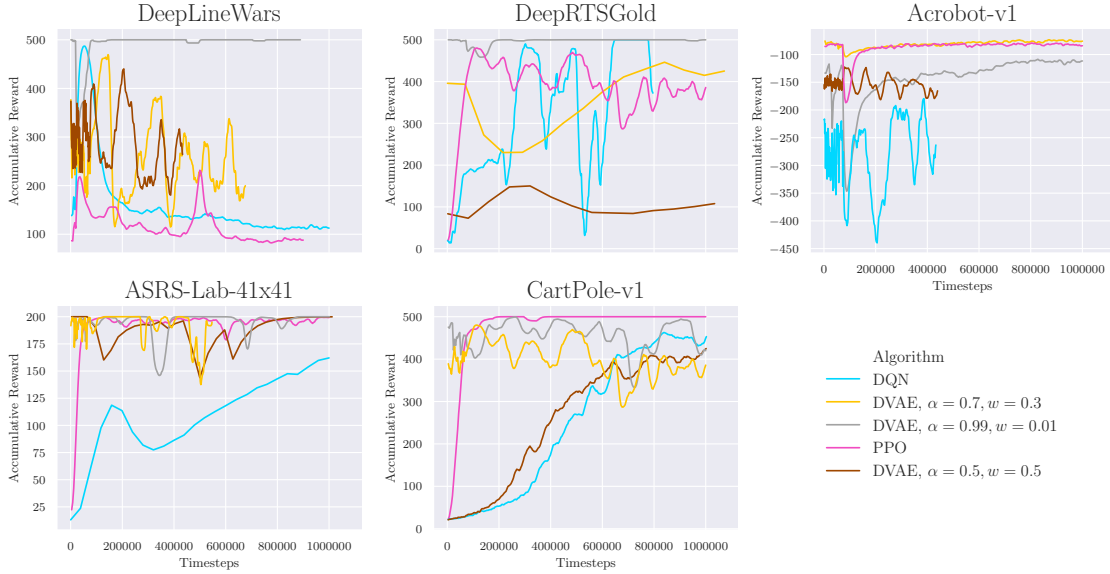 DeepLineWars
Accumulative Reward
500
400
300
200
100
DeepRTSGold
Accumulative Reward
500
400
300
200
100
0
Acrobot-v1
Accumulative Reward
−100
−150
−200
−250
−300
−350
−400
−450
0 200000 400000 600000 800000 1000000
Timesteps
ASRS-Lab-41x41
Accumulative Reward
200
175
150
125
100
75
50
25
0 200000 400000 600000 800000 1000000
Timesteps
CartPole-v1
Accumulative Reward
500
400
300
200
100
0
0 200000 400000 600000 800000 1000000
Timesteps
Algorithm
DQN
DVAE, α = 0.7, w = 0.3
DVAE, α = 0.99, w = 0.01
PPO
DVAE, α = 0.5, w = 0.5